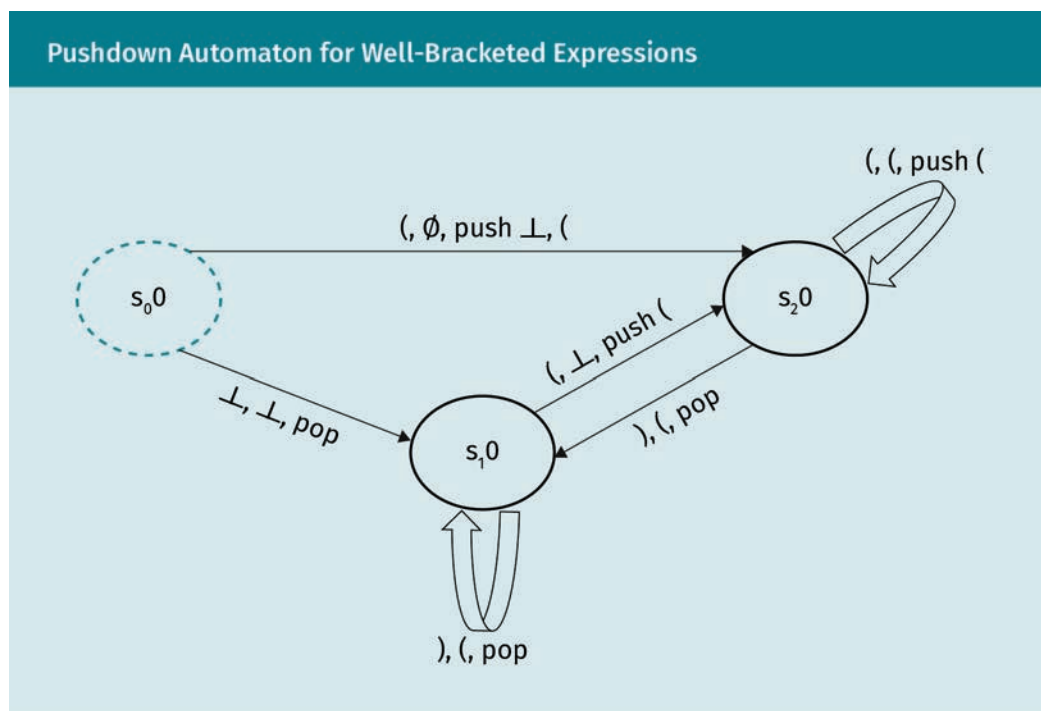 Pushdown Automaton for Well-Bracketed Expressions
(, (, push (
(, ∅, push ⊥, (
s₀0
s₂0
(, ⊥, push (
⊥, ⊥, pop
), (, pop
s₁0
), (, pop